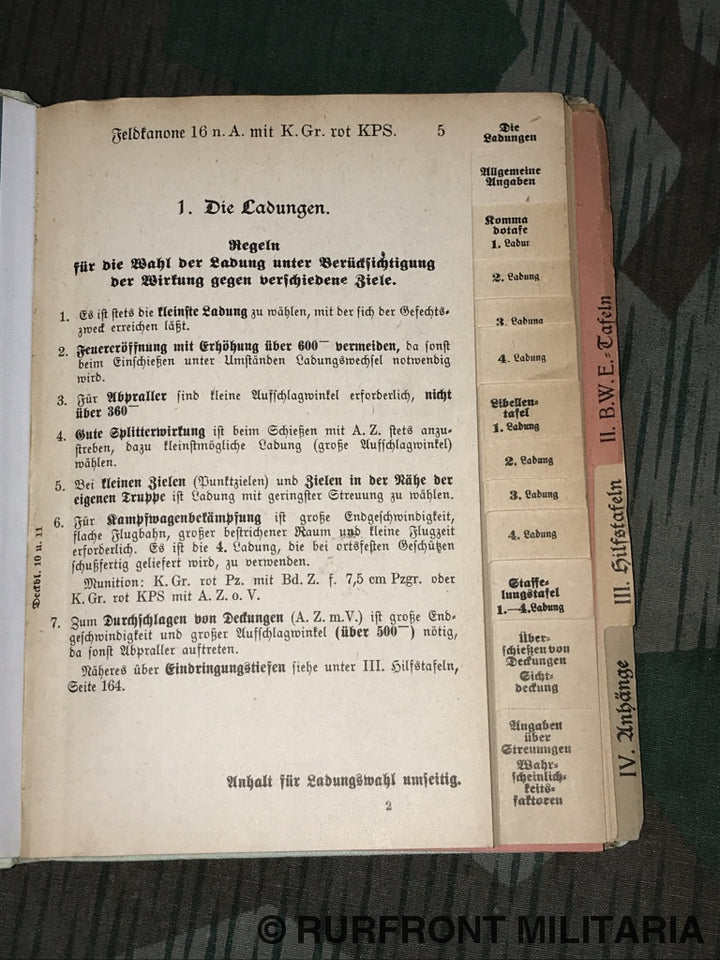 Feldkanone 16 n. A. mit K. Gr. rot KPS. 5
1. Die Ladungen.
Regeln
für die Wahl der Ladung unter Berücksichtigung
der Wirkung gegen verschiedene Ziele.
1. Es ist stets die kleinste Ladung zu wählen, mit der sich der Gefechts-
zweck erreichen läßt.
2. Feuereröffnung mit Erhöhung über 600⁻ vermeiden, da sonst
beim Einschießen unter Umständen Ladungswechsel notwendig
wird.
3. Für Abpraller sind kleine Aufschlagwinkel erforderlich, nicht
über 360⁻
4. Gute Splitterwirkung ist beim Schießen mit A. Z. stets anzu-
streben, dazu kleinstmögliche Ladung (große Aufschlagwinkel)
wählen.
5. Bei kleinen Zielen (Punktzielen) und Zielen in der Nähe der
eigenen Truppe ist Ladung mit geringster Streuung zu wählen.
6. Für Kampfwagenbekämpfung ist große Endgeschwindigkeit,
flache Flugbahn, großer bestrichener Raum und kleine Flugzeit
erforderlich. Es ist die 4. Ladung, die bei ortsfesten Geschützen
schußfertig geliefert wird, zu verwenden.
Munition: K. Gr. rot Pz. mit Bd. Z. f. 7,5 cm Pzgr. oder
K. Gr. rot KPS mit A. Z. o. V.
7. Zum Durchschlagen von Deckungen (A. Z. m. V.) ist große End-
geschwindigkeit und großer Aufschlagwinkel (über 500⁻) nötig,
da sonst Abpraller auftreten.
Näheres über Eindringungstiefen siehe unter III. Hilfstafeln,
Seite 164.
Anhalt für Ladungswahl umseitig.
2
Deckbl. 10 u. 11
Die
Ladungen
Allgemeine
Angaben
Komma
dotafe
1. Ladur
2. Ladung
3. Ladung
4. Ladung
Libellen-
tafel
1. Ladung
2. Ladung
3. Ladung
4. Ladung
Staffe-
lungstafel
1.—4. Ladung
Über-
schießen von
Deckungen
Sicht-
deckung
Angaben
über
Streuungen
Wahr-
scheinlich-
keits-
faktoren
II. B.W.E.-Tafeln
III. Hilfstafeln
IV. Anhänge
© RURFRONT MILITARIA